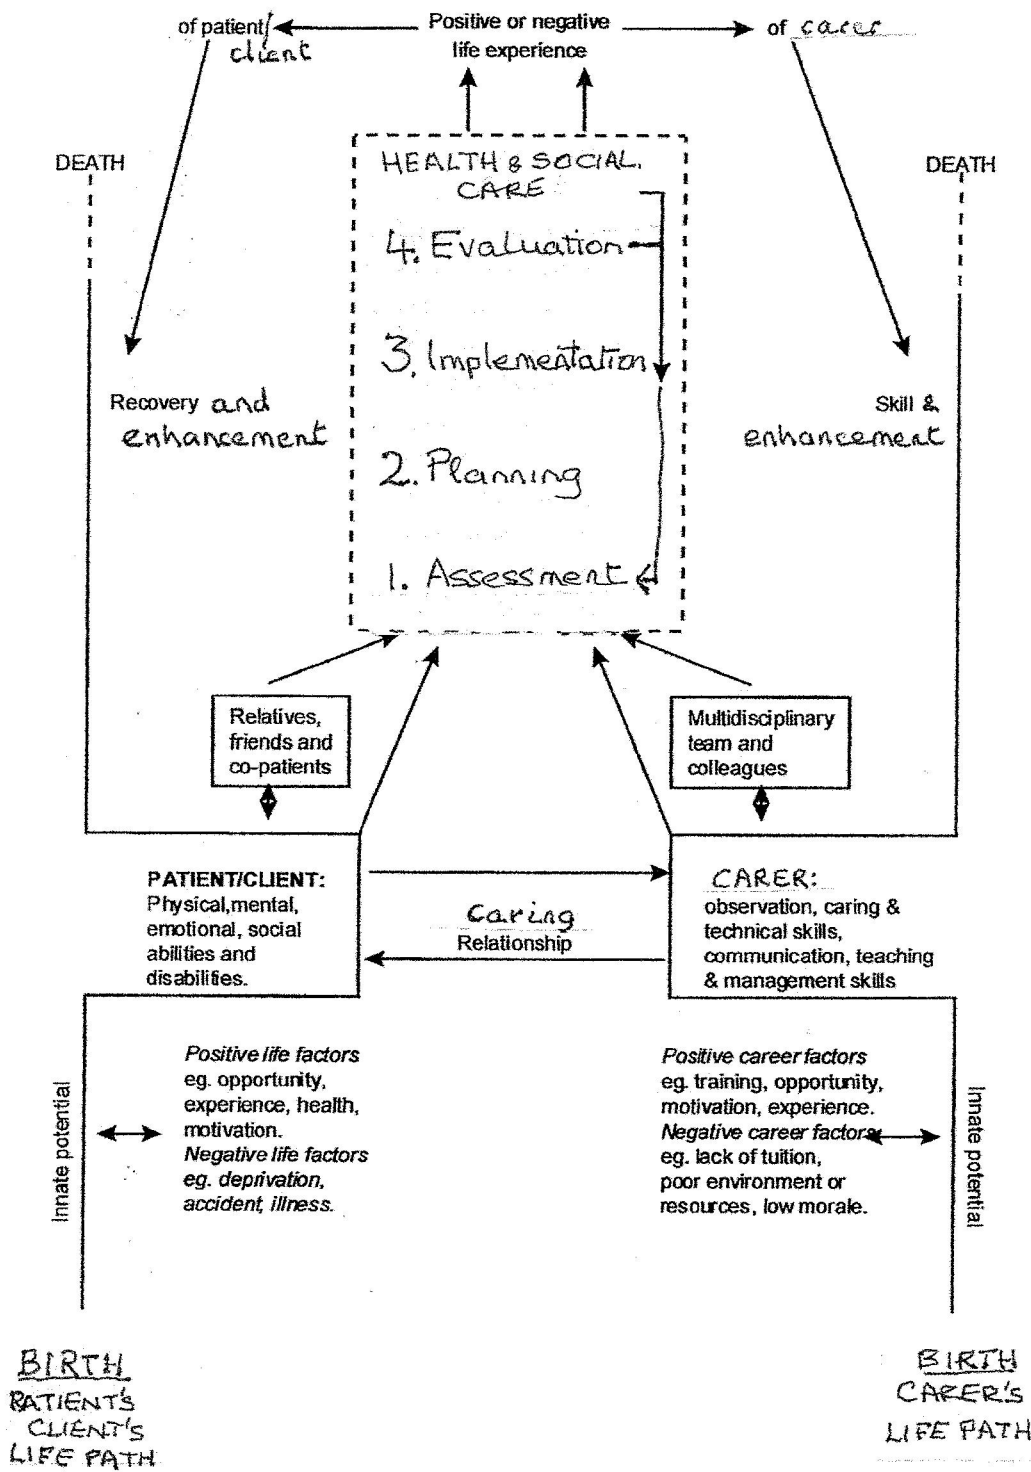 of patient/
client
Positive or negative
life experience
of carer
DEATH
DEATH
HEALTH & SOCIAL.
CARE
4. Evaluation
3. Implementation
2. Planning
1. Assessment
Recovery and
enhancement
Skill &
enhancement
Relatives,
friends and
co-patients
Multidisciplinary
team and
colleagues
PATIENT/CLIENT:
Physical,mental,
emotional, social
abilities and
disabilities.
Caring
Relationship
CARER:
observation, caring &
technical skills,
communication, teaching
& management skills
Innate potential
Positive life factors
eg. opportunity,
experience, health,
motivation.
Negative life factors
eg. deprivation,
accident, illness.
Positive career factors
eg. training, opportunity,
motivation, experience.
Negative career factors
eg. lack of tuition,
poor environment or
resources, low morale.
Innate potential
BIRTH
PATIENT'S
CLIENT'S
LIFE PATH
BIRTH
CARER'S
LIFE PATH